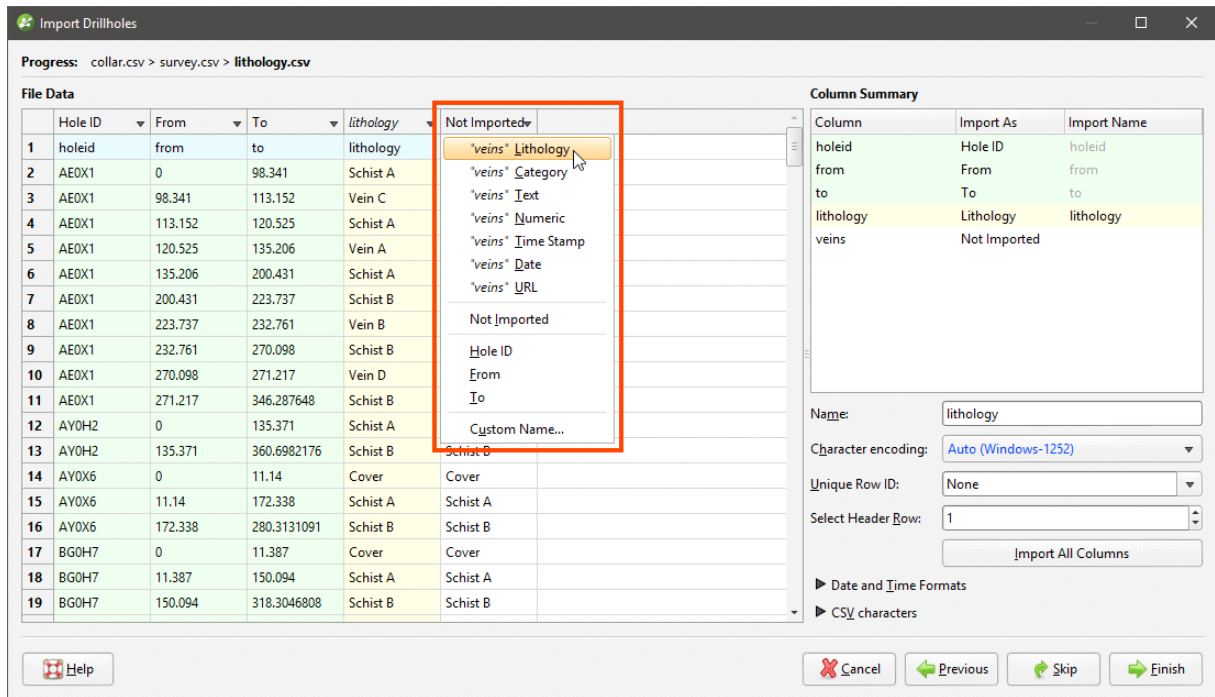 Import Drillholes
Progress: collar.csv > survey.csv > lithology.csv
File Data
Hole ID From To lithology Not Imported
1 holeid from to lithology
2 AE0X1 0 98.341 Schist A
3 AE0X1 98.341 113.152 Vein C
4 AE0X1 113.152 120.525 Schist A
5 AE0X1 120.525 135.206 Vein A
6 AE0X1 135.206 200.431 Schist A
7 AE0X1 200.431 223.737 Schist B
8 AE0X1 223.737 232.761 Vein B
9 AE0X1 232.761 270.098 Schist B
10 AE0X1 270.098 271.217 Vein D
11 AE0X1 271.217 346.287648 Schist B
12 AY0H2 0 135.371 Schist A
13 AY0H2 135.371 360.6982176 Schist B Schist B
14 AY0X6 0 11.14 Cover Cover
15 AY0X6 11.14 172.338 Schist A Schist A
16 AY0X6 172.338 280.3131091 Schist B Schist B
17 BG0H7 0 11.387 Cover Cover
18 BG0H7 11.387 150.094 Schist A Schist A
19 BG0H7 150.094 318.3046808 Schist B Schist B
"veins" Lithology
"veins" Category
"veins" Text
"veins" Numeric
"veins" Time Stamp
"veins" Date
"veins" URL
Not Imported
Hole ID
From
To
Custom Name...
Column Summary
Column Import As Import Name
holeid Hole ID holeid
from From from
to To to
lithology Lithology lithology
veins Not Imported
Name: lithology
Character encoding: Auto (Windows-1252)
Unique Row ID: None
Select Header Row: 1
Import All Columns
Date and Time Formats
CSV characters
Help Cancel Previous Skip Finish